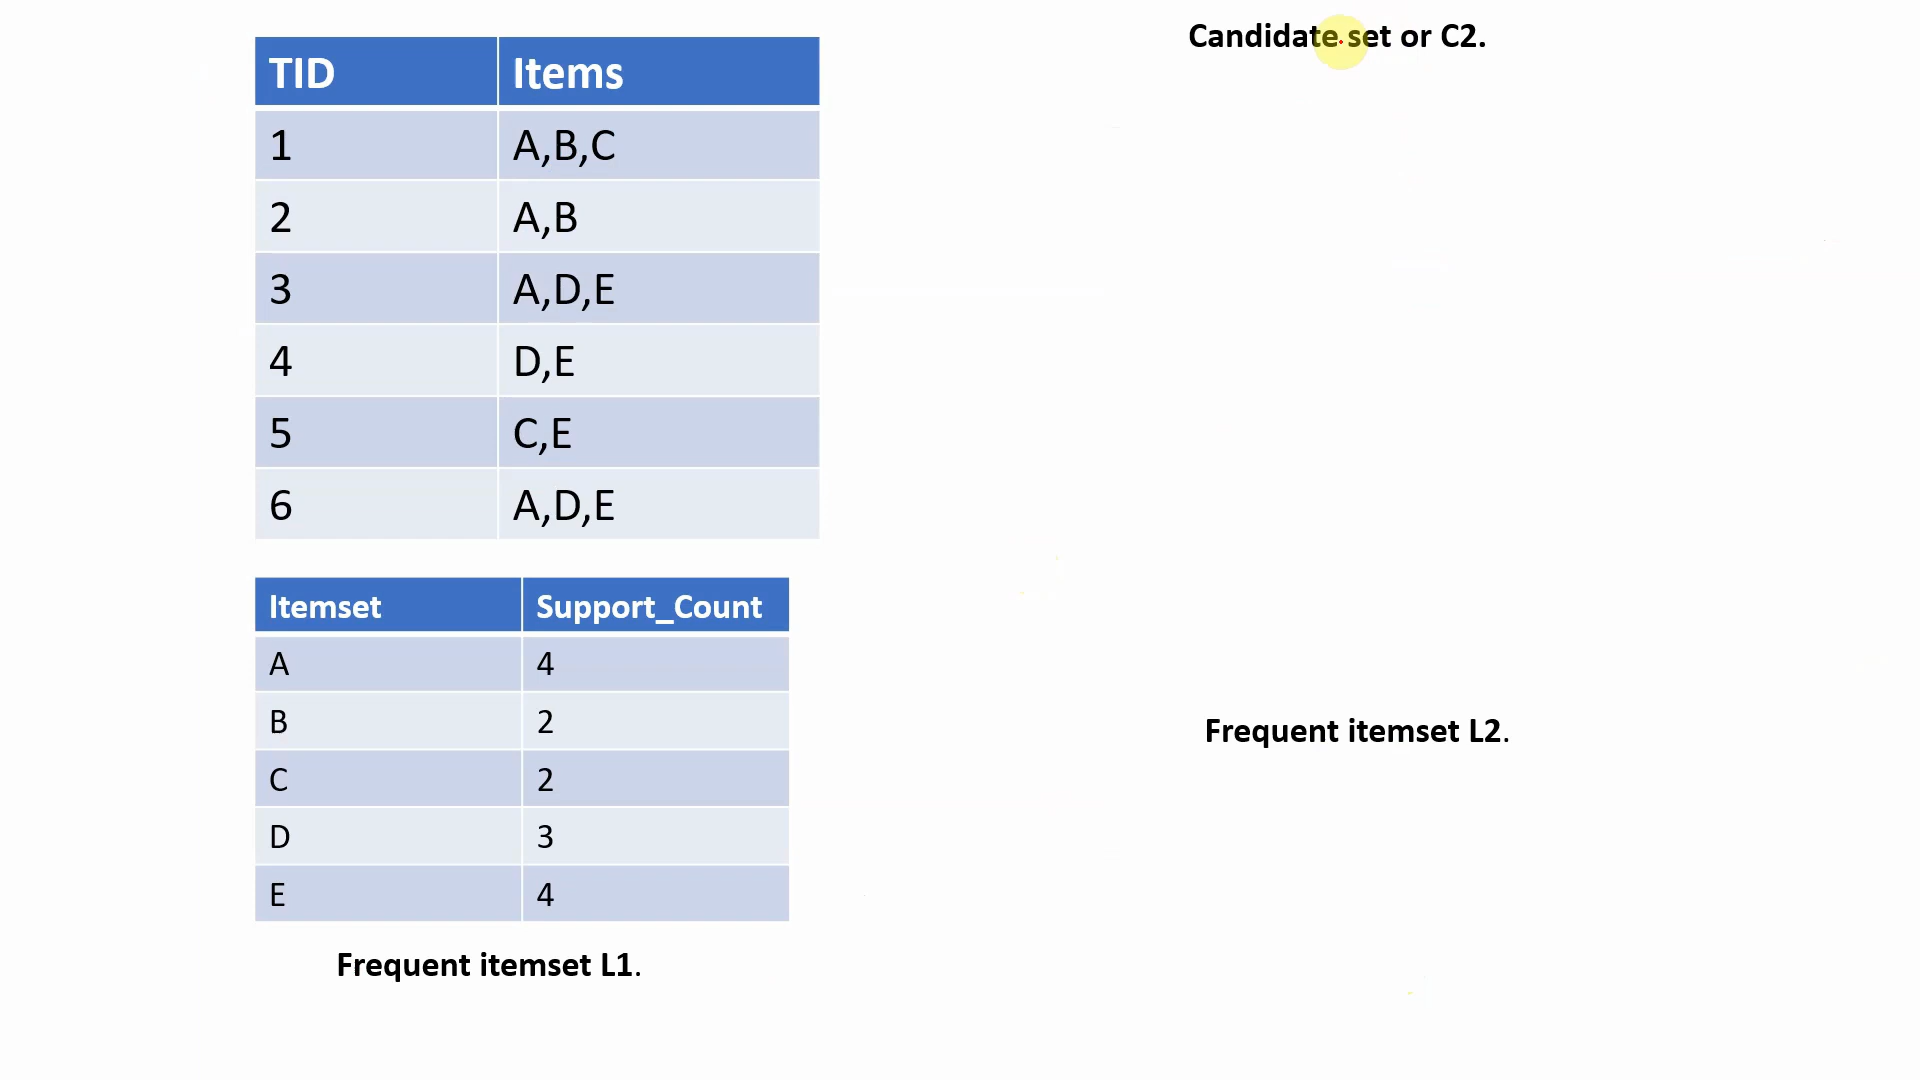 TID Items
1 A,B,C
2 A,B
3 A,D,E
4 D,E
5 C,E
6 A,D,E
Itemset Support_Count
A 4
B 2
C 2
D 3
E 4
Frequent itemset L1.
Candidate set or C2.
Frequent itemset L2.